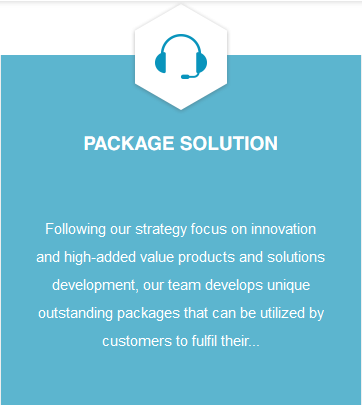 PACKAGE SOLUTION
Following our strategy focus on innovation
and high-added value products and solutions
development, our team develops unique
outstanding packages that can be utilized by
customers to fulfil their...